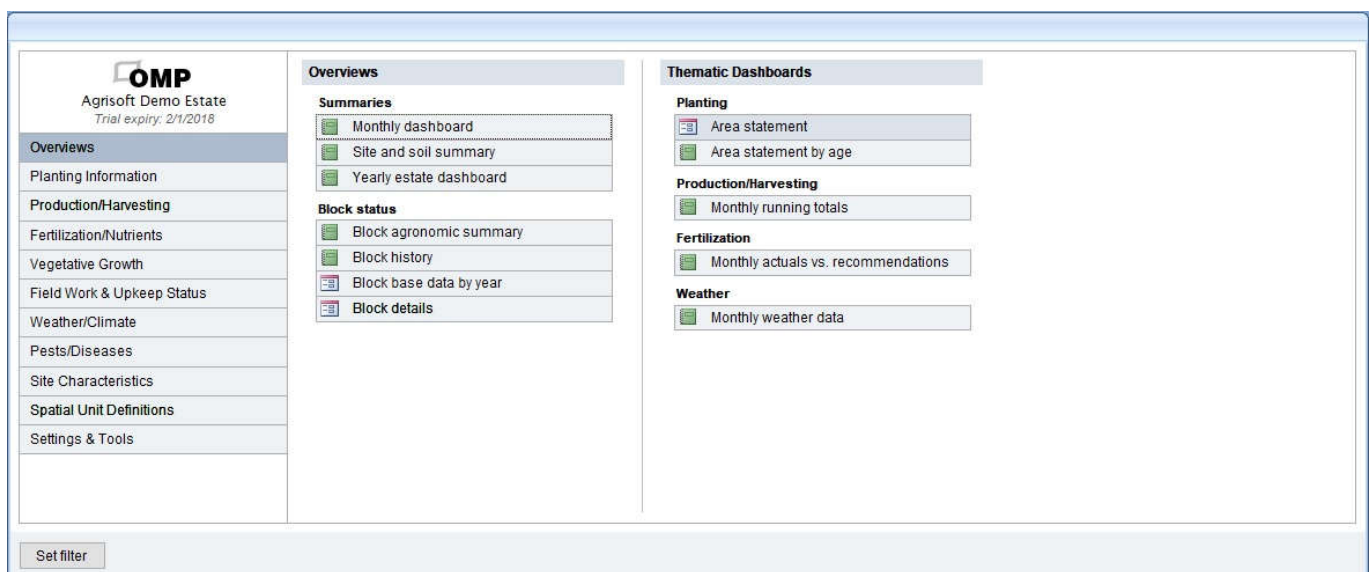 OMP
Agrisoft Demo Estate
Trial expiry: 2/1/2018
Overviews
Planting Information
Production/Harvesting
Fertilization/Nutrients
Vegetative Growth
Field Work & Upkeep Status
Weather/Climate
Pests/Diseases
Site Characteristics
Spatial Unit Definitions
Settings & Tools
Overviews
Summaries
Monthly dashboard
Site and soil summary
Yearly estate dashboard
Block status
Block agronomic summary
Block history
Block base data by year
Block details
Thematic Dashboards
Planting
Area statement
Area statement by age
Production/Harvesting
Monthly running totals
Fertilization
Monthly actuals vs. recommendations
Weather
Monthly weather data
Set filter